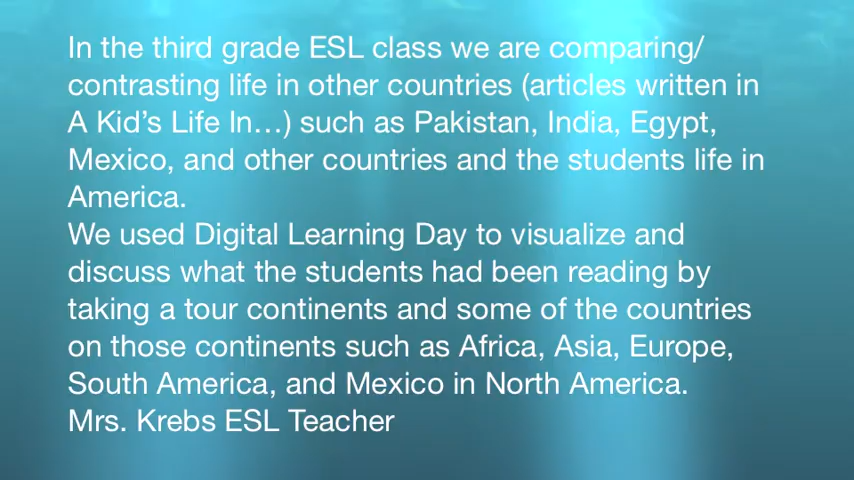 In the third grade ESL class we are comparing/
contrasting life in other countries (articles written in
A Kid’s Life In…) such as Pakistan, India, Egypt,
Mexico, and other countries and the students life in
America.
We used Digital Learning Day to visualize and
discuss what the students had been reading by
taking a tour continents and some of the countries
on those continents such as Africa, Asia, Europe,
South America, and Mexico in North America.
Mrs. Krebs ESL Teacher